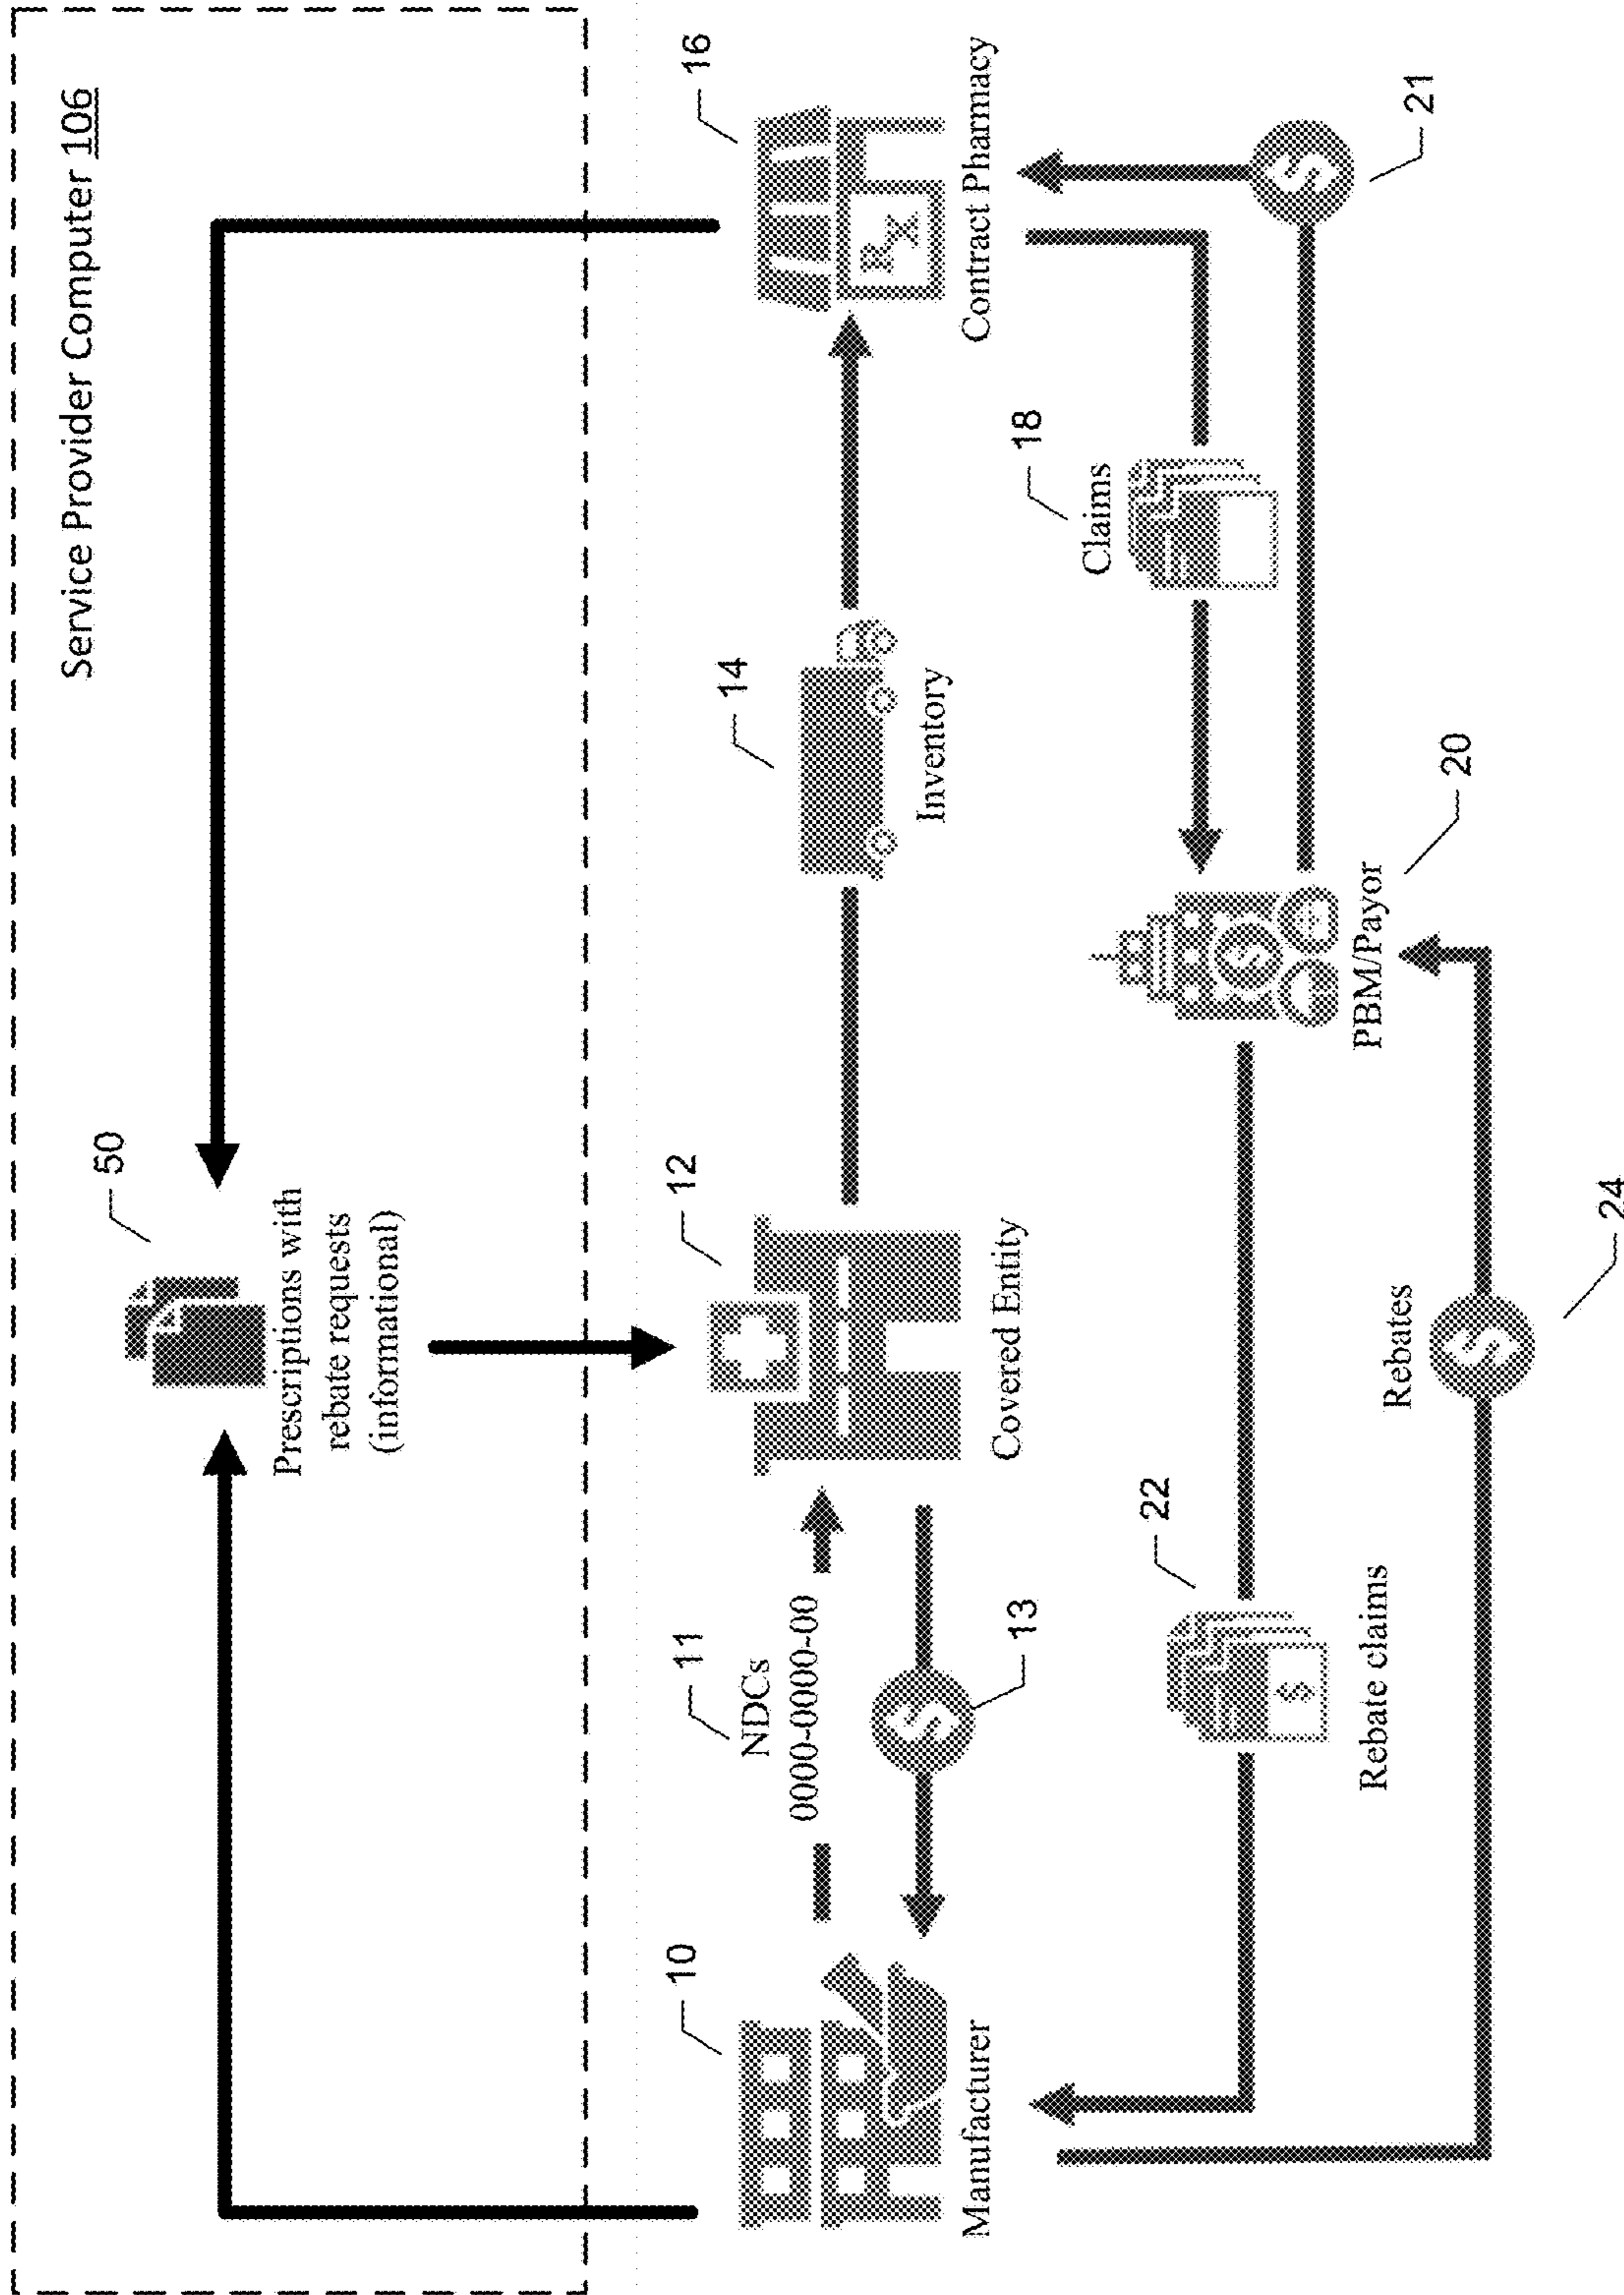 Service Provider Computer 106
50
Prescriptions with
rebate requests
(informational)
10
Manufacturer
11
NDCs
0000-0000-00
13
12
Covered Entity
14
Inventory
16
Rx
Contract Pharmacy
22
$
Rebate claims
$
PBM/Payor
20
18
Claims
$
21
Rebates
$
24